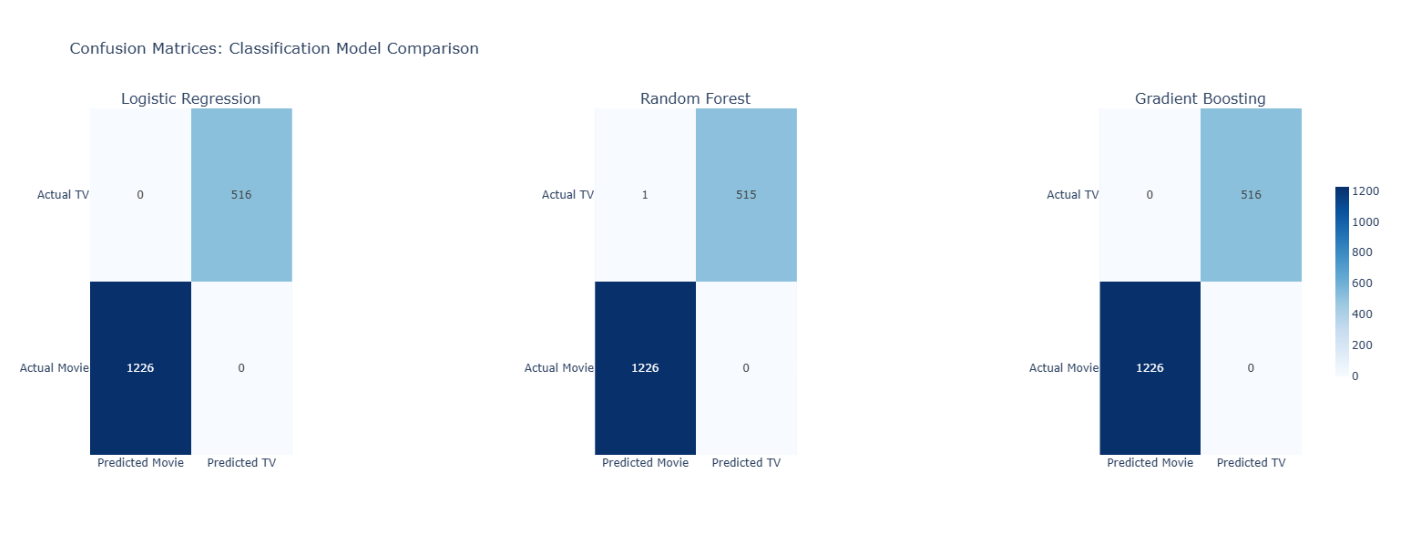 Confusion Matrices: Classification Model Comparison
Logistic Regression
Actual TV
0
516
Actual Movie
1226
0
Predicted Movie
Predicted TV
Random Forest
Actual TV
1
515
Actual Movie
1226
0
Predicted Movie
Predicted TV
Gradient Boosting
Actual TV
0
516
Actual Movie
1226
0
Predicted Movie
Predicted TV
1200
1000
800
600
400
200
0